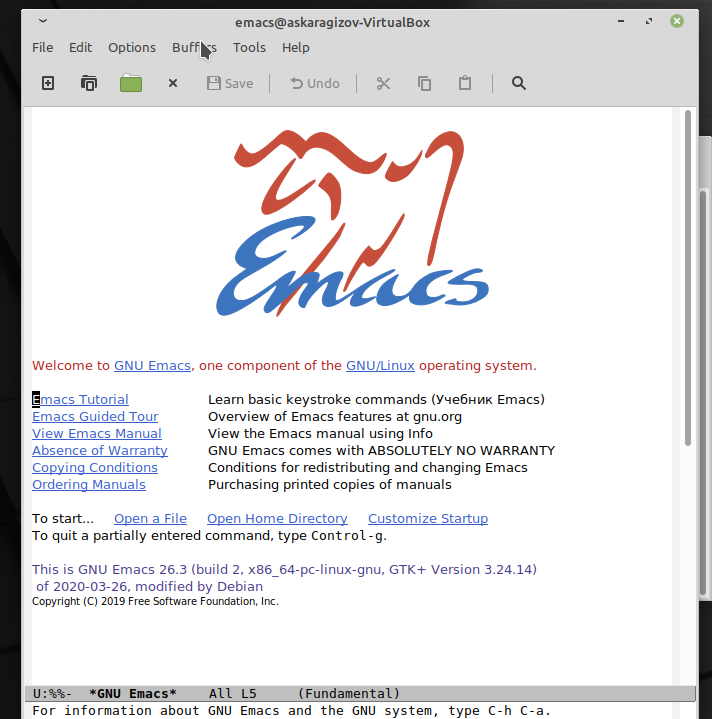 emacs@askaragizov-VirtualBox
File Edit Options Buffers Tools Help
Save Undo
Emacs
Welcome to GNU Emacs, one component of the GNU/Linux operating system.
Emacs Tutorial Learn basic keystroke commands (Учебник Emacs)
Emacs Guided Tour Overview of Emacs features at gnu.org
View Emacs Manual View the Emacs manual using Info
Absence of Warranty GNU Emacs comes with ABSOLUTELY NO WARRANTY
Copying Conditions Conditions for redistributing and changing Emacs
Ordering Manuals Purchasing printed copies of manuals
To start... Open a File Open Home Directory Customize Startup
To quit a partially entered command, type Control-g.
This is GNU Emacs 26.3 (build 2, x86_64-pc-linux-gnu, GTK+ Version 3.24.14)
of 2020-03-26, modified by Debian
Copyright (C) 2019 Free Software Foundation, Inc.
U:%%- *GNU Emacs* All L5 (Fundamental)
For information about GNU Emacs and the GNU system, type C-h C-a.